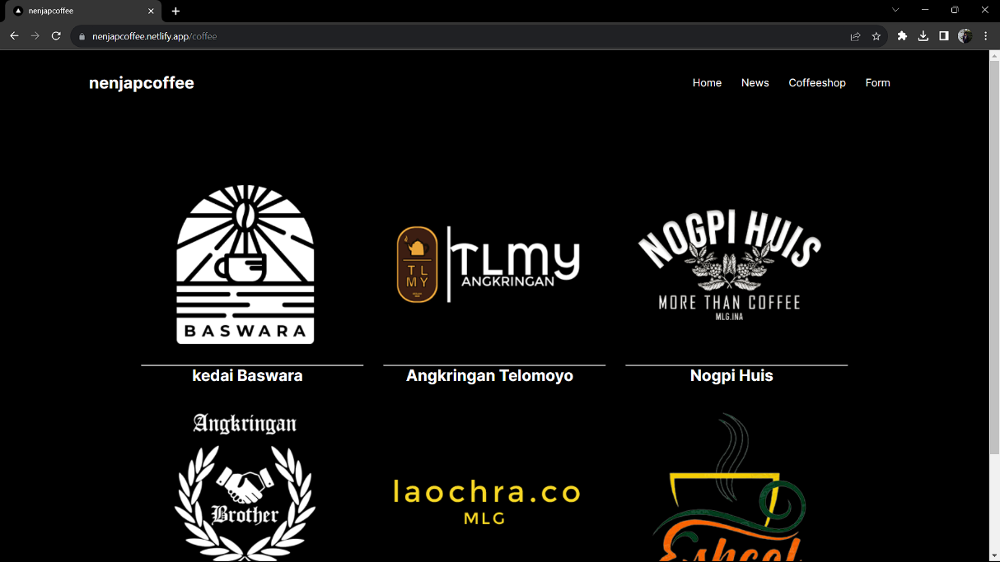 nenjapcoffee
nenjapcoffee.netlify.app/coffee
nenjapcoffee
Home News Coffeeshop Form
BASWARA
TL
MY
TLMY
ANGKRINGAN
NOGPI HUIS
MORE THAN COFFEE
MLG.INA
kedai Baswara
Angkringan Telomoyo
Nogpi Huis
Angkringan
Brother
laochra.co
MLG
Eshcol